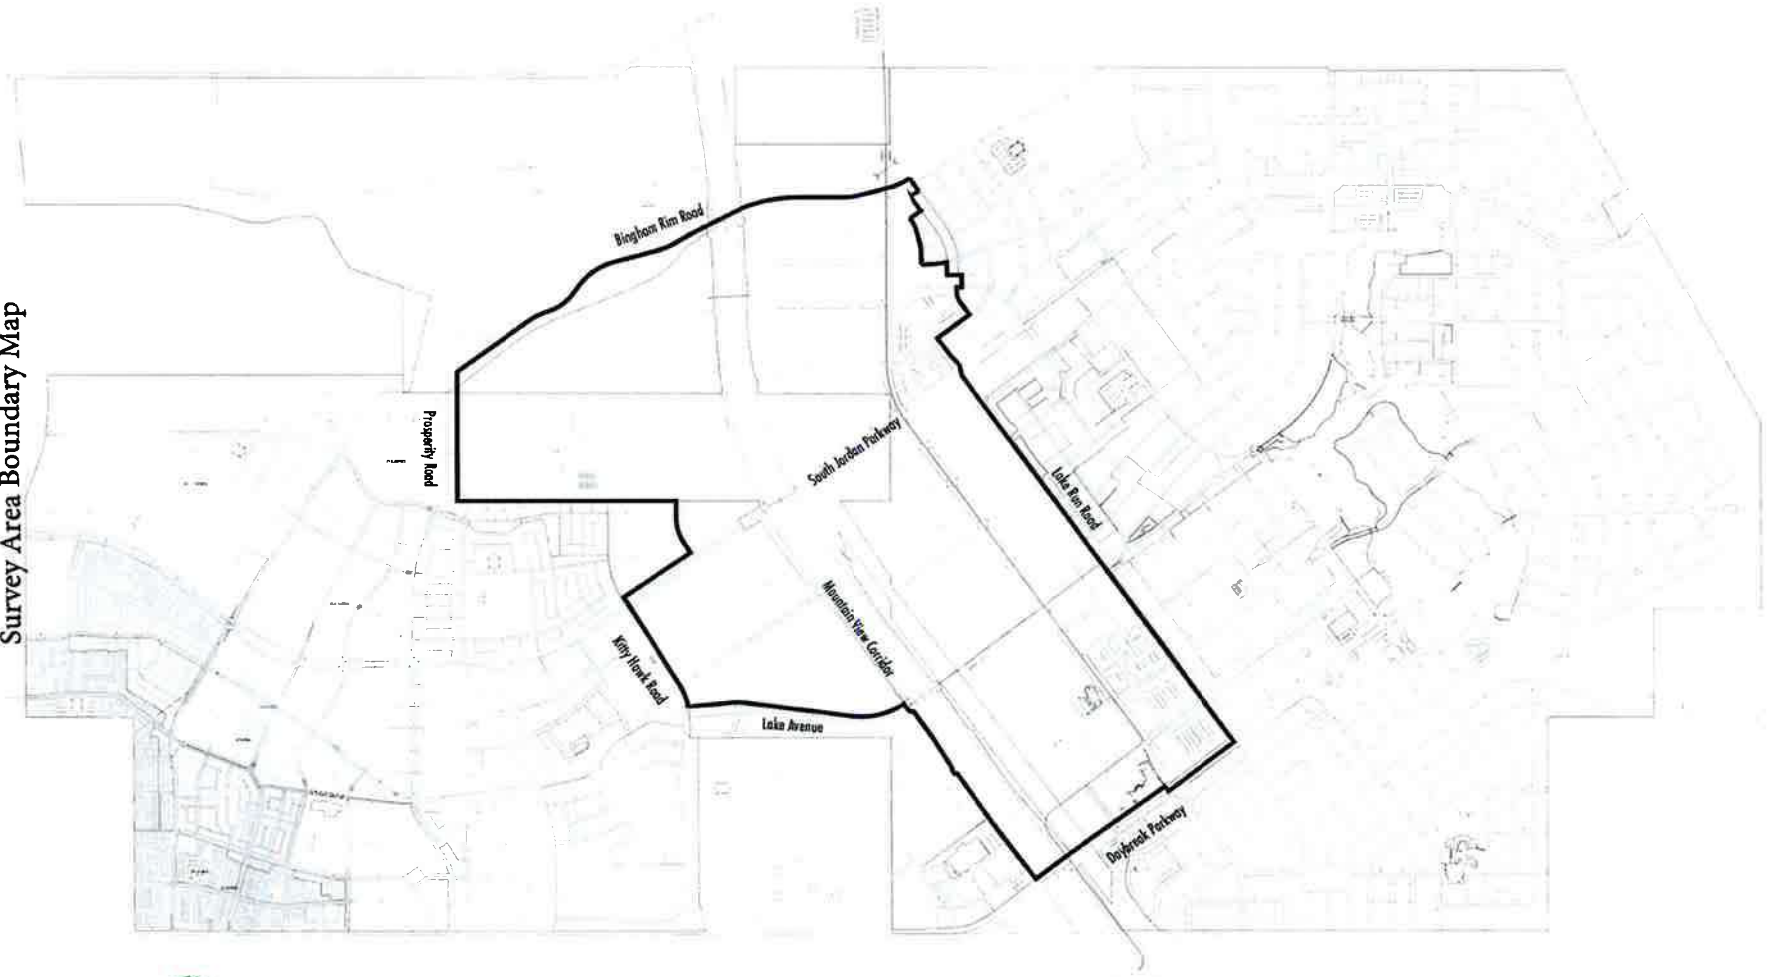 Survey Area Boundary Map
Bingham Rim Road
Prosperity Road
South Jordan Parkway
Lake Run Road
Mountain View Corridor
Kitty Hawk Road
Lake Avenue
Daybreak Parkway